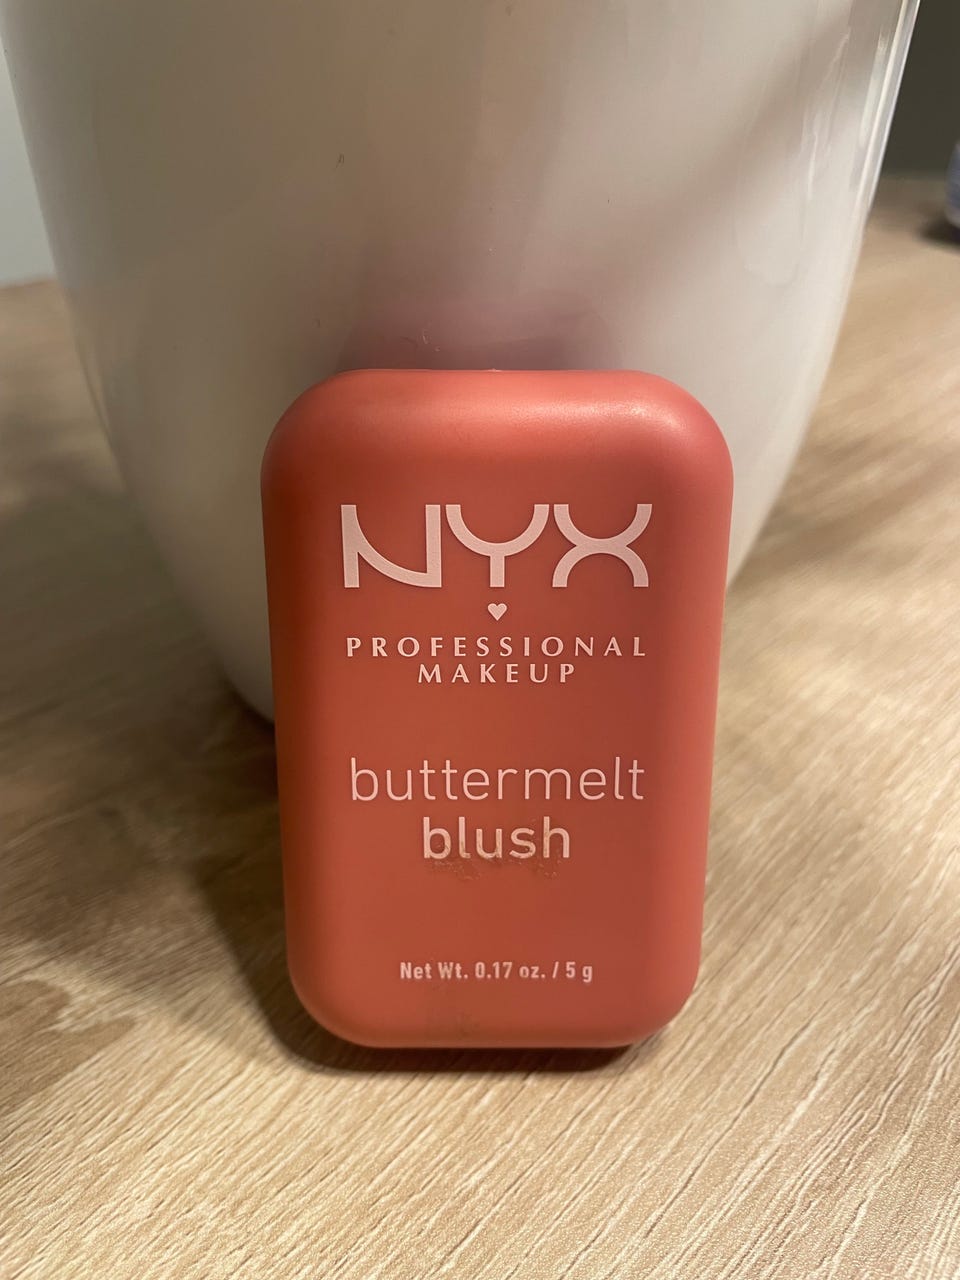 NYX
PROFESSIONAL
MAKEUP
buttermelt
blush
Net Wt. 0.17 oz. / 5 g